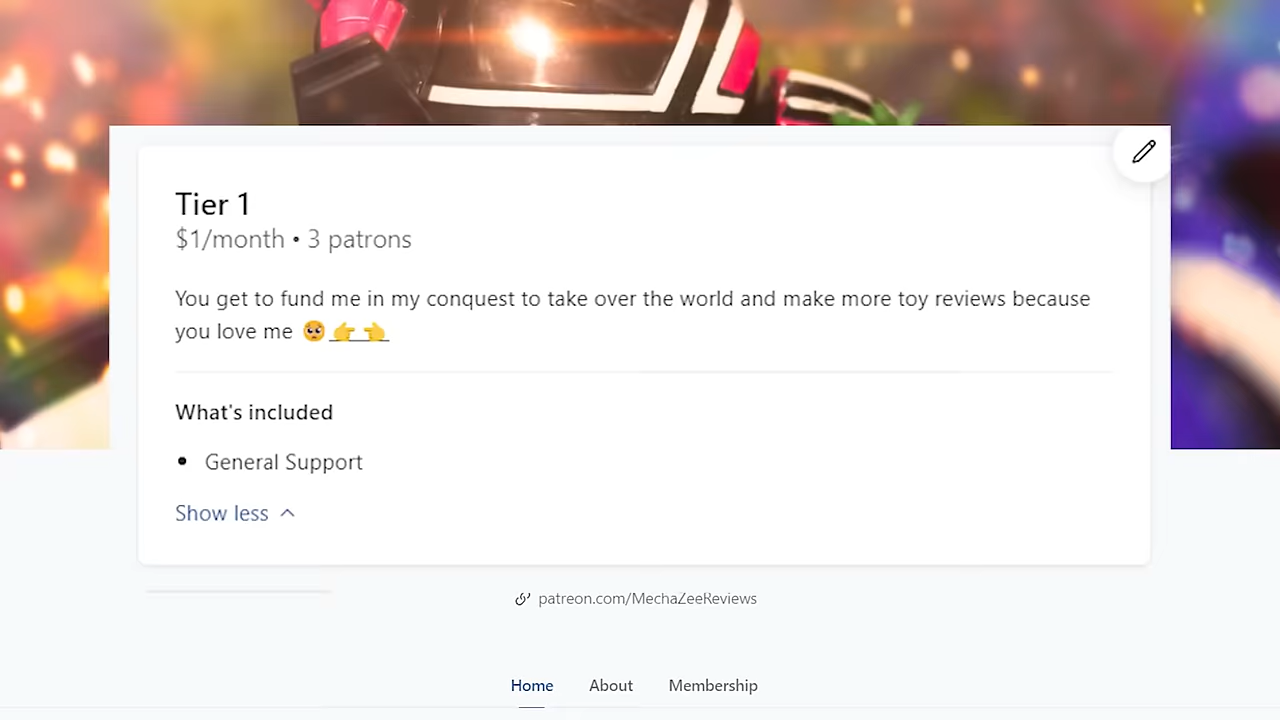 Tier 1
$1/month • 3 patrons
You get to fund me in my conquest to take over the world and make more toy reviews because
you love me 🥺👉👈
What's included
• General Support
Show less
patreon.com/MechaZeeReviews
Home About Membership